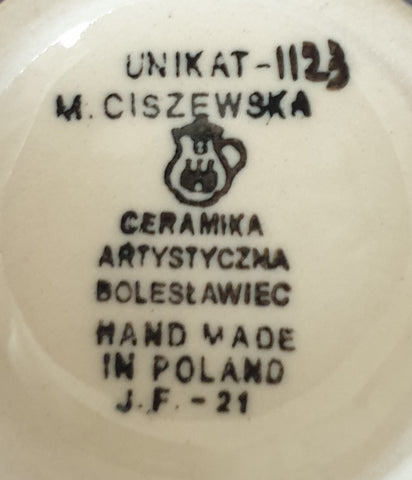 UNIKAT-1123
M. CISZEWSKA
CERAMIKA
ARTYSTYCZNA
BOLESŁAWIEC
HAND MADE
IN POLAND
J.F.-21